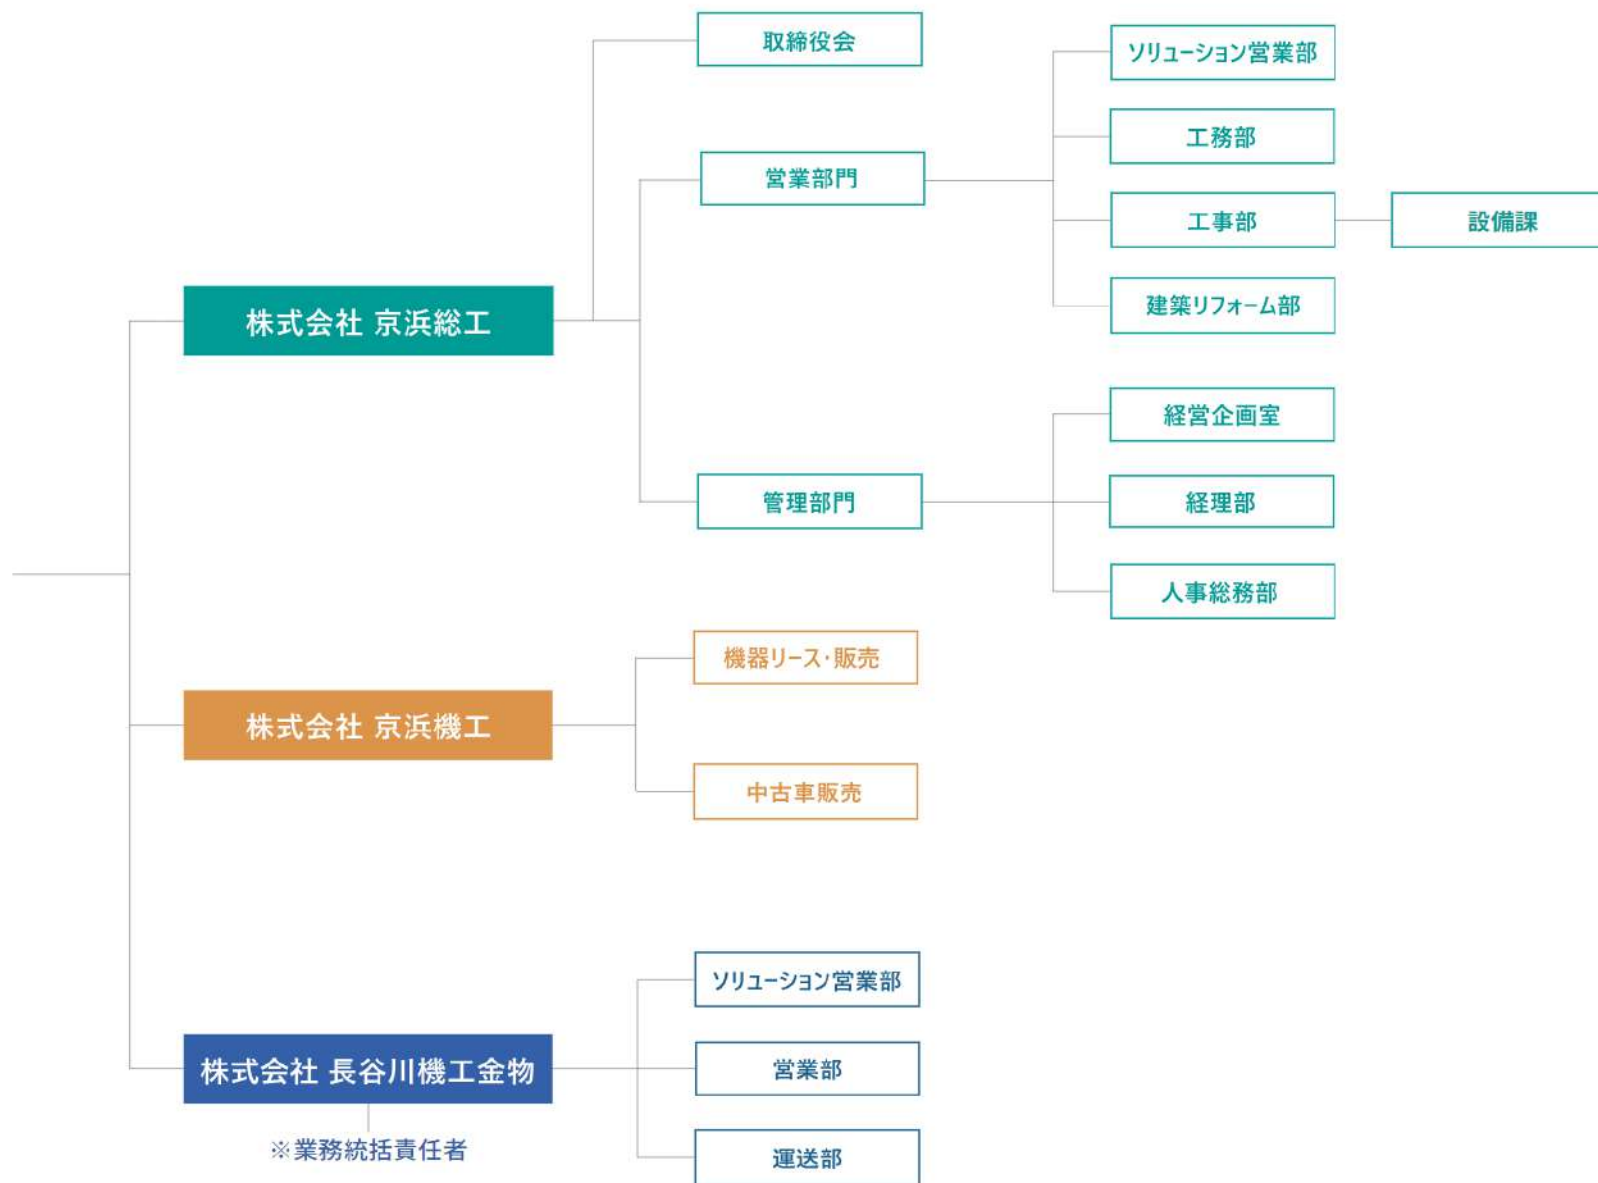 取締役会
ソリューション営業部
工務部
営業部門
工事部
設備課
建築リフォーム部
株式会社 京浜総工
経営企画室
管理部門
経理部
人事総務部
機器リース・販売
株式会社 京浜機工
中古車販売
ソリューション営業部
株式会社 長谷川機工金物
営業部
※業務統括責任者
運送部